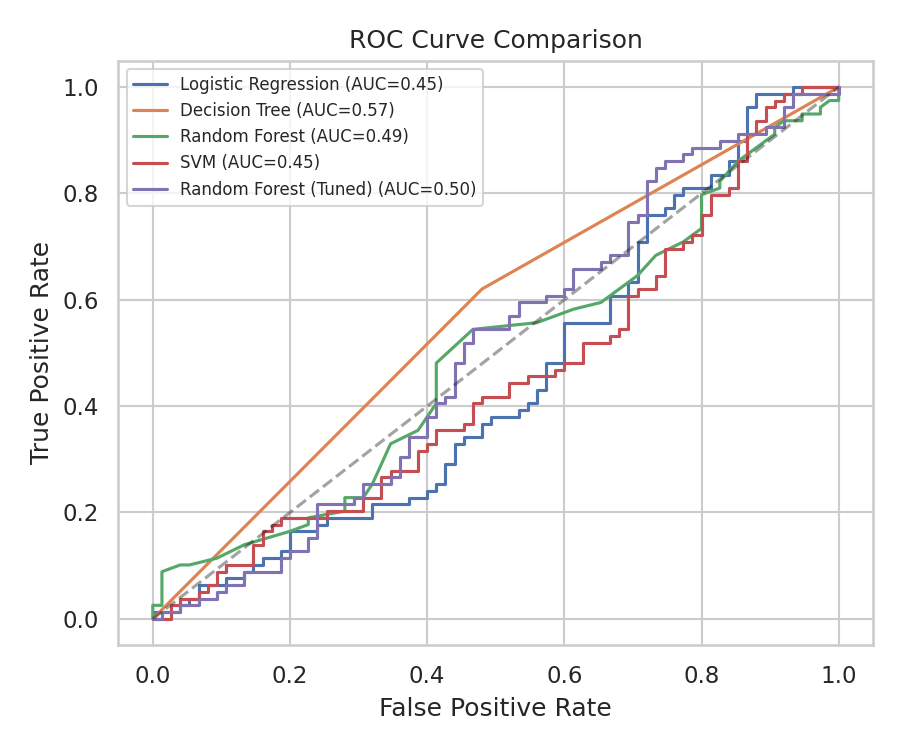 ROC Curve Comparison
Logistic Regression (AUC=0.45)
Decision Tree (AUC=0.57)
Random Forest (AUC=0.49)
SVM (AUC=0.45)
Random Forest (Tuned) (AUC=0.50)
True Positive Rate
1.0
0.8
0.6
0.4
0.2
0.0
0.0 0.2 0.4 0.6 0.8 1.0
False Positive Rate